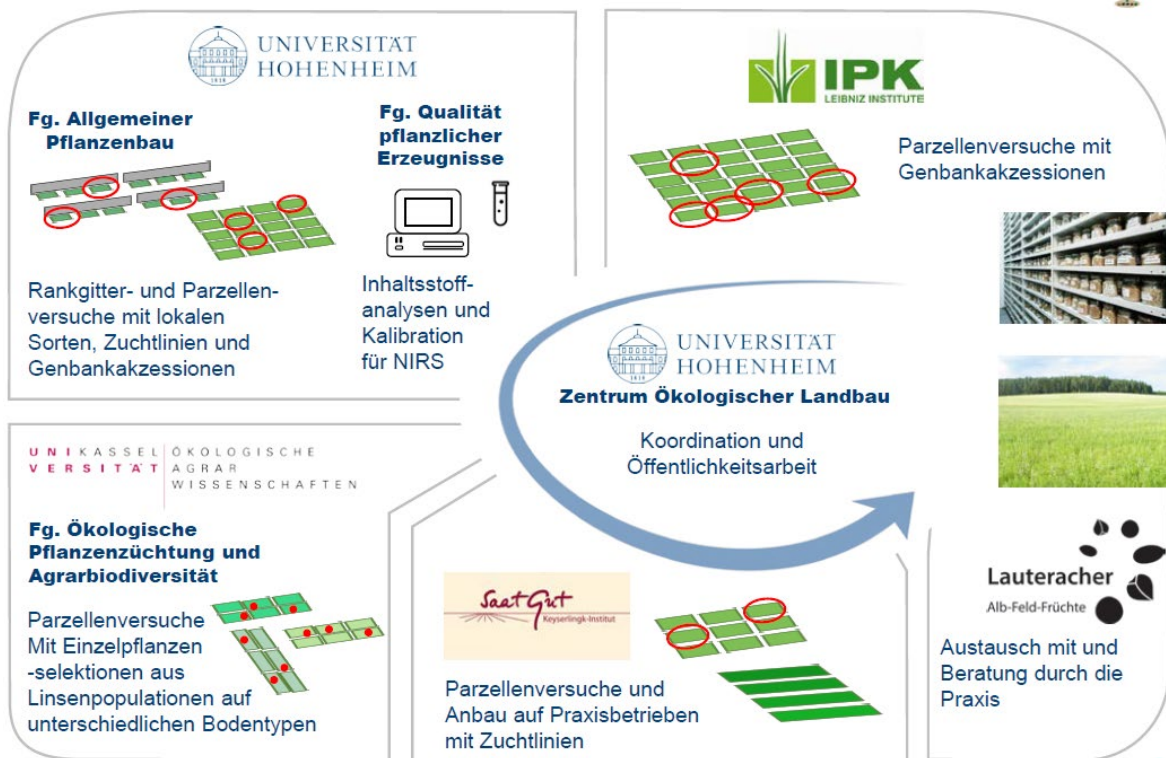 UNIVERSITÄT
HOHENHEIM
1818
Fg. Allgemeiner
Pflanzenbau
Fg. Qualität
pflanzlicher
Erzeugnisse
Rankgitter- und Parzellen-
versuche mit lokalen
Sorten, Zuchtlinien und
Genbankakzessionen
Inhaltsstoff-
analysen und
Kalibration
für NIRS
IPK
LEIBNIZ INSTITUTE
Parzellenversuche mit
Genbankakzessionen
UNIVERSITÄT
HOHENHEIM
1818
Zentrum Ökologischer Landbau
Koordination und
Öffentlichkeitsarbeit
UNIKASSEL ÖKOLOGISCHE
VERSITÄT AGRAR
WISSENSCHAFTEN
Fg. Ökologische
Pflanzenzüchtung und
Agrarbiodiversität
Parzellenversuche
Mit Einzelpflanzen
-selektionen aus
Linsenpopulationen auf
unterschiedlichen Bodentypen
SaatGut
Keyserlingk-Institut
Parzellenversuche und
Anbau auf Praxisbetrieben
mit Zuchtlinien
Lauteracher
Alb-Feld-Früchte
Austausch mit und
Beratung durch die
Praxis